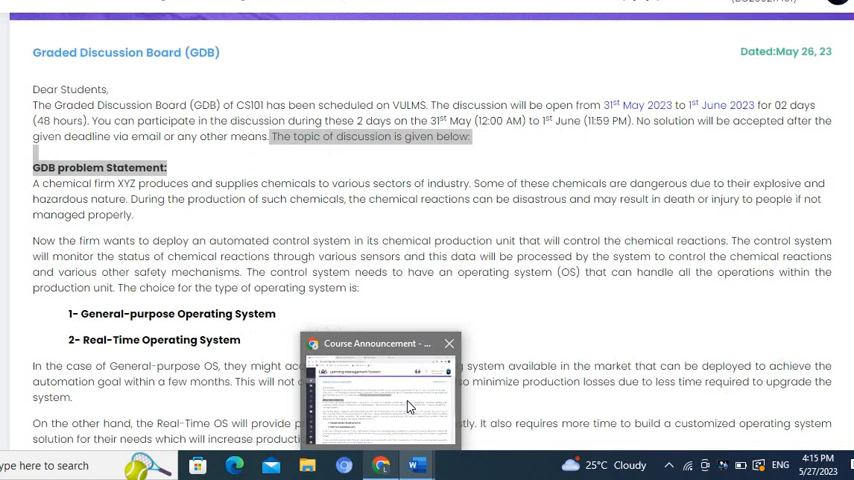 Graded Discussion Board (GDB)
Dated:May 26, 23
Dear Students,
The Graded Discussion Board (GDB) of CS101 has been scheduled on VULMS. The discussion will be open from 31st May 2023 to 1st June 2023 for 02 days
(48 hours). You can participate in the discussion during these 2 days on the 31st May (12:00 AM) to 1st June (11:59 PM). No solution will be accepted after the
given deadline via email or any other means. The topic of discussion is given below:
GDB problem Statement:
A chemical firm XYZ produces and supplies chemicals to various sectors of industry. Some of these chemicals are dangerous due to their explosive and
hazardous nature. During the production of such chemicals, the chemical reactions can be disastrous and may result in death or injury to people if not
managed properly.
Now the firm wants to deploy an automated control system in its chemical production unit that will control the chemical reactions. The control system
will monitor the status of chemical reactions through various sensors and this data will be processed by the system to control the chemical reactions
and various other safety mechanisms. The control system needs to have an operating system (OS) that can handle all the operations within the
production unit. The choice for the type of operating system is:
1- General-purpose Operating System
2- Real-Time Operating System
Course Announcement - ...
In the case of General-purpose OS, they might system available in the market that can be deployed to achieve the
automation goal within a few months. This will not minimize production losses due to less time required to upgrade the
system.
On the other hand, the Real-Time OS will provide It also requires more time to build a customized operating system
solution for their needs which will increase
type here to search
25°C Cloudy
ENG
4:15 PM
5/27/2023